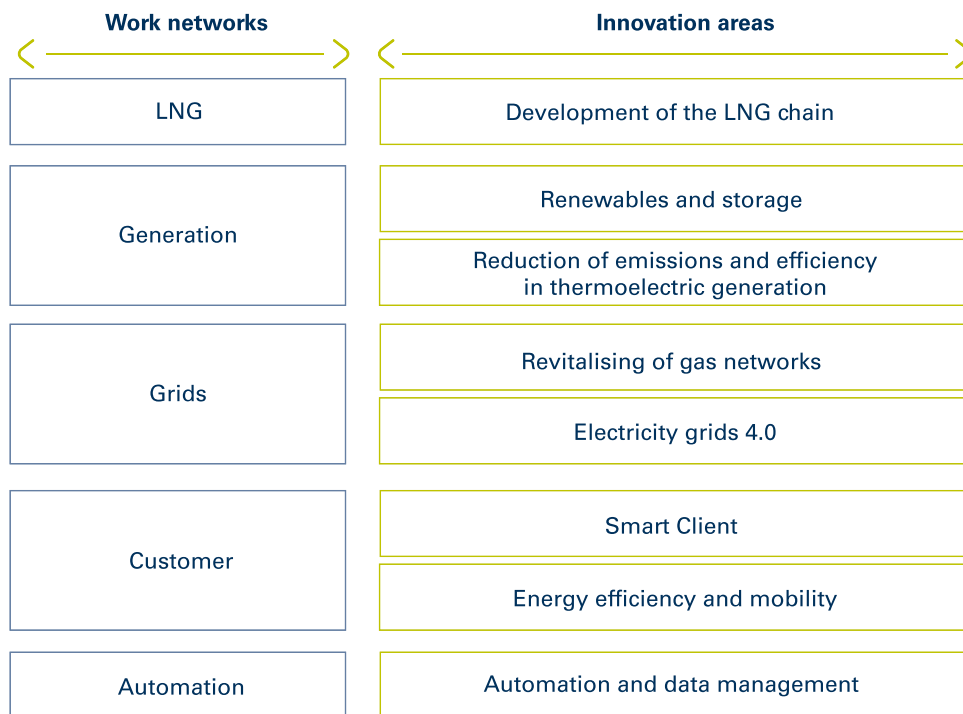 Work networks
Innovation areas
LNG
Development of the LNG chain
Generation
Renewables and storage
Reduction of emissions and efficiency
in thermoelectric generation
Grids
Revitalising of gas networks
Electricity grids 4.0
Customer
Smart Client
Energy efficiency and mobility
Automation
Automation and data management